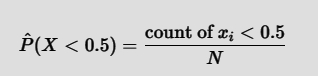 P̂(X < 0.5) = count of xᵢ < 0.5 / N